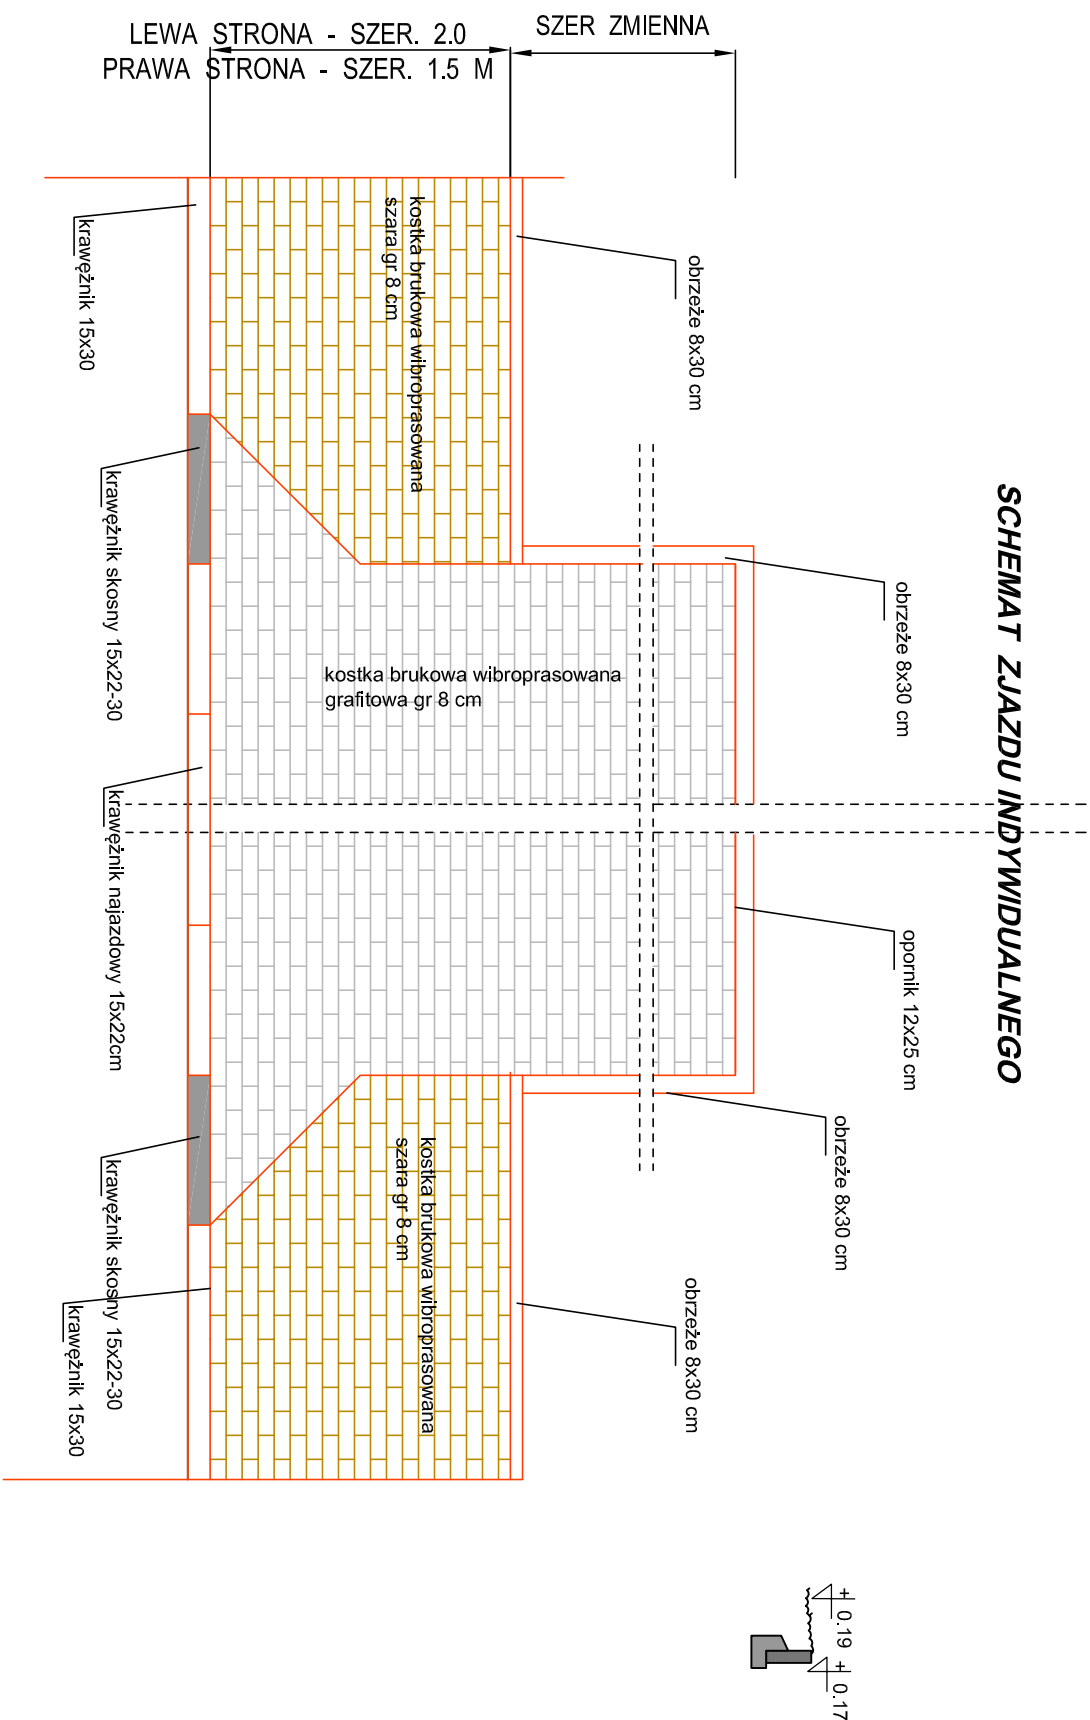 LEWA STRONA - SZER. 2.0
PRAWA STRONA - SZER. 1.5 M
SZER ZMIENNA
SCHEMAT ZJAZDU INDYWIDUALNEGO
krawężnik 15x30
kostka brukowa wibroprasowana
szara gr 8 cm
obrzeże 8x30 cm
krawężnik skosny 15x22-30
obrzeże 8x30 cm
kostka brukowa wibroprasowana
grafitowa gr 8 cm
krawężnik najazdowy 15x22cm
opornik 12x25 cm
krawężnik skosny 15x22-30
kostka brukowa wibroprasowana
szara gr 8 cm
obrzeże 8x30 cm
krawężnik 15x30
obrzeże 8x30 cm
+ 0.19
+ 0.17